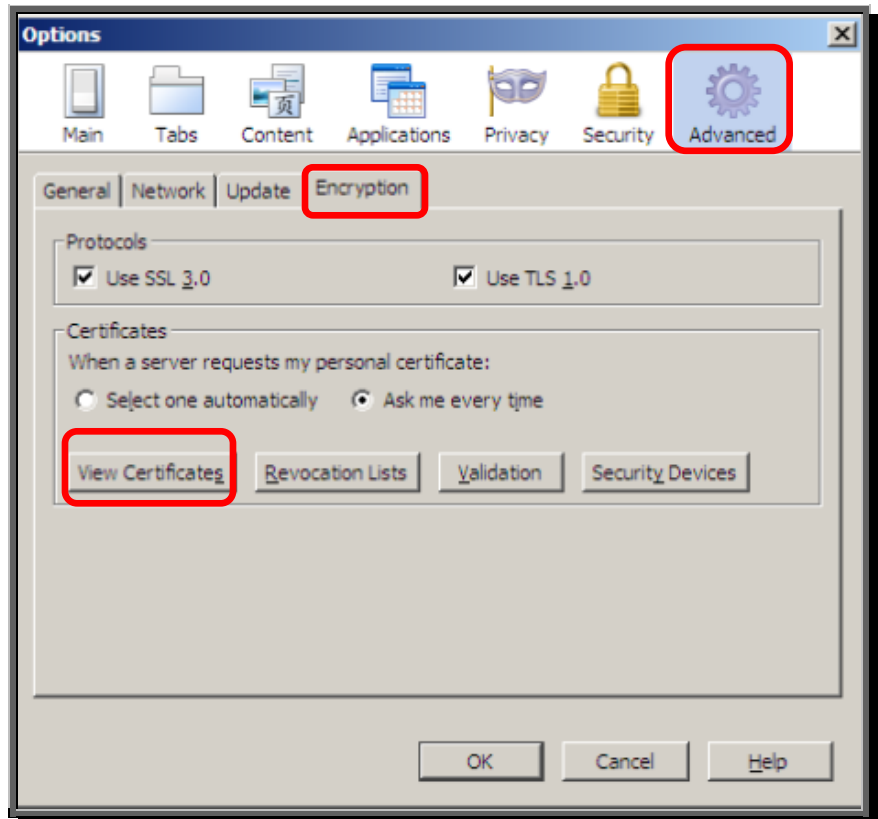 Options
Main Tabs Content Applications Privacy Security Advanced
页
General Network Update Encryption
Protocols
Use SSL 3.0 Use TLS 1.0
Certificates
When a server requests my personal certificate:
Select one automatically Ask me every time
View Certificates Revocation Lists Validation Security Devices
OK Cancel Help